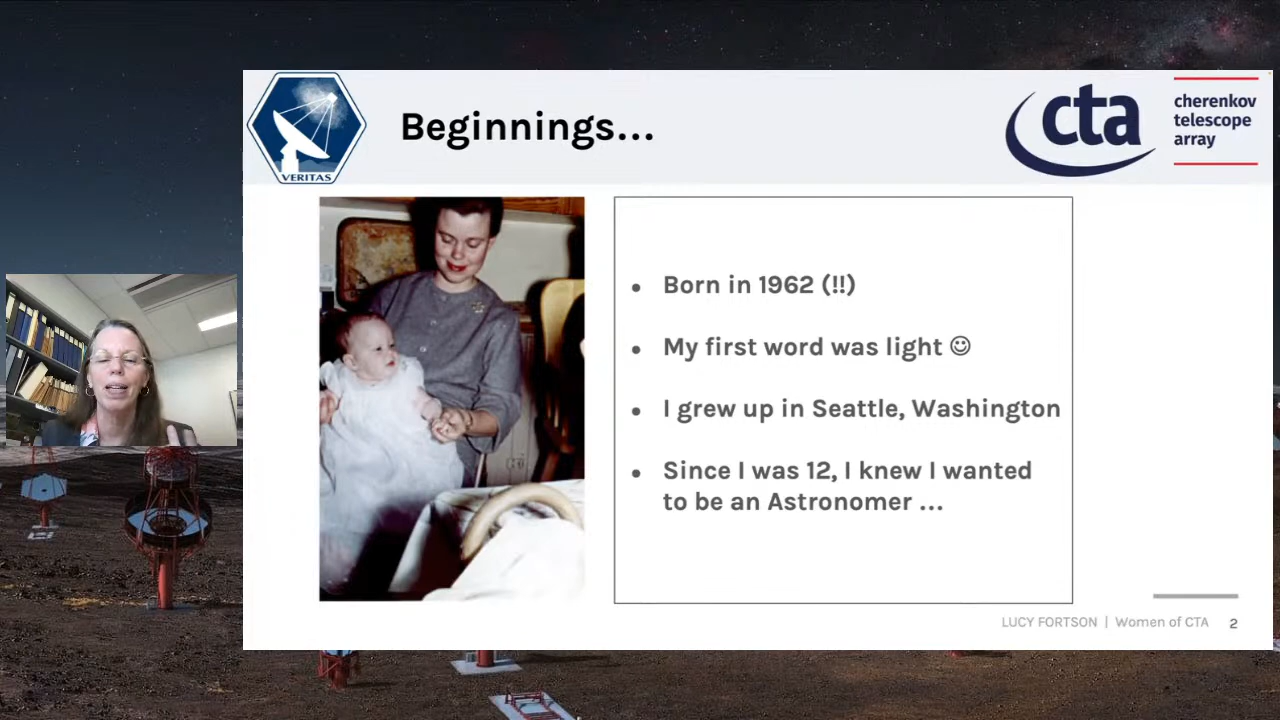 VERITAS
Beginnings...
cta
cherenkov
telescope
array
Born in 1962 (!!)
My first word was light ☺
I grew up in Seattle, Washington
Since I was 12, I knew I wanted
to be an Astronomer ...
LUCY FORTSON | Women of CTA 2